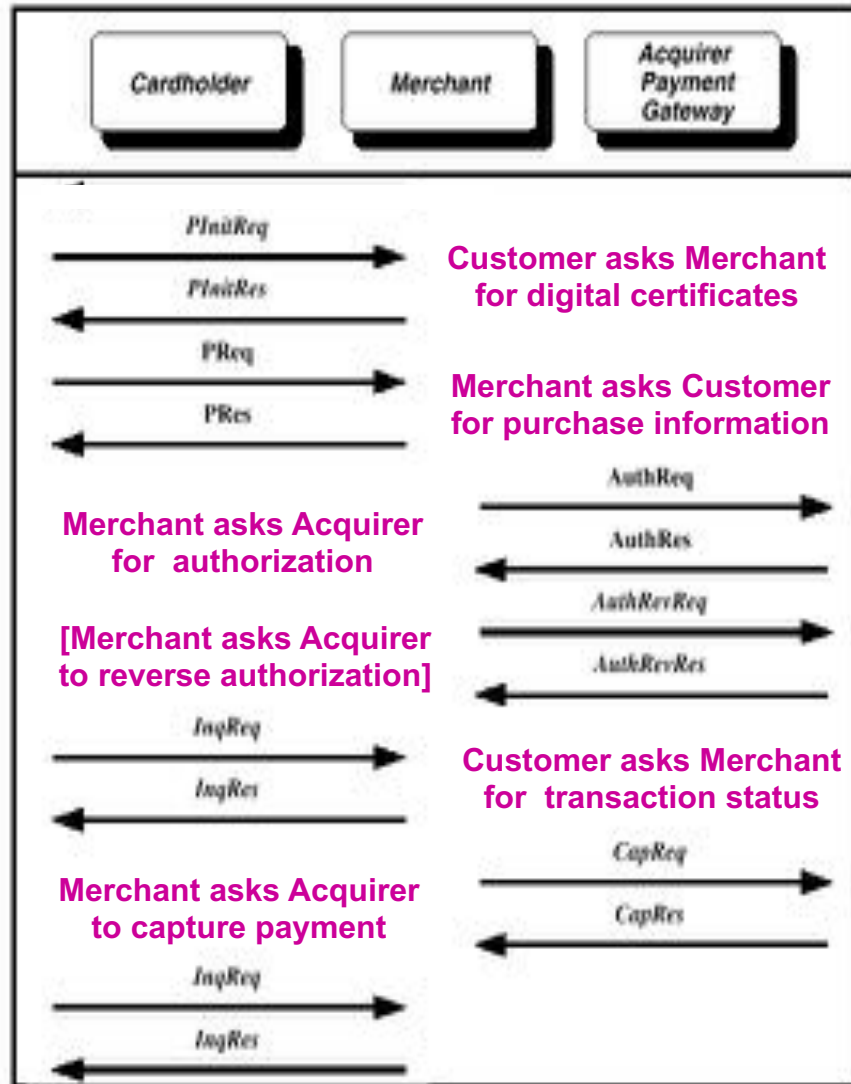 Cardholder
Merchant
Acquirer
Payment
Gateway
PInitReq
Customer asks Merchant
for digital certificates
PInitRes
PReq
Merchant asks Customer
for purchase information
PRes
AuthReq
Merchant asks Acquirer
for authorization
AuthRes
AuthRevReq
[Merchant asks Acquirer
to reverse authorization]
AuthRevRes
InqReq
Customer asks Merchant
for transaction status
InqRes
CapReq
Merchant asks Acquirer
to capture payment
CapRes
InqReq
InqRes